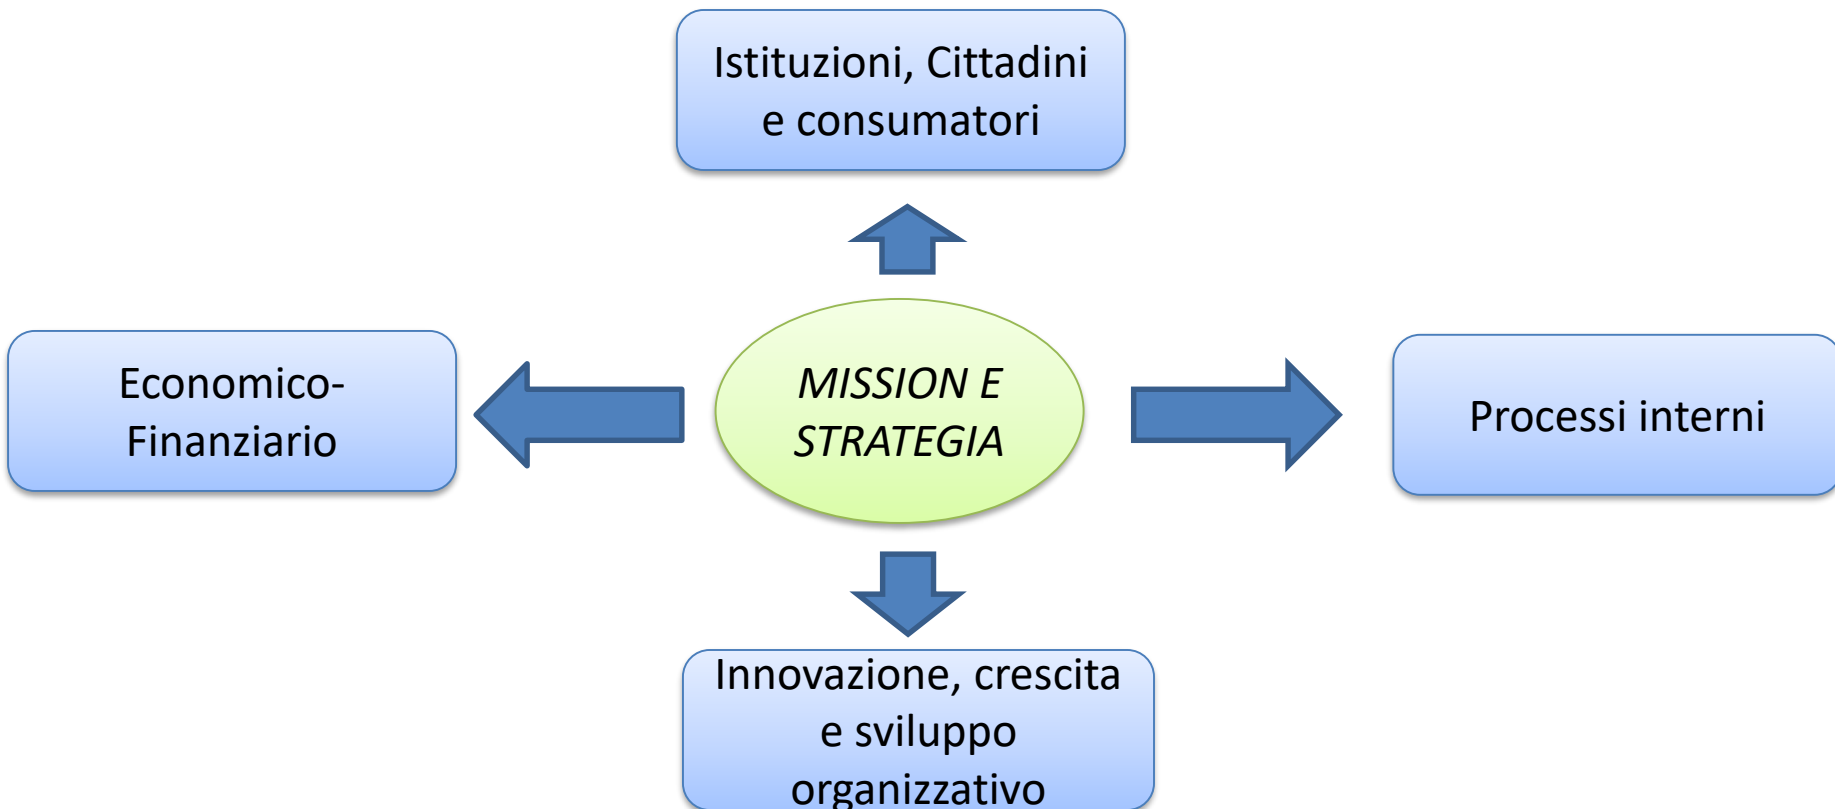 Istituzioni, Cittadini
e consumatori
Economico-
Finanziario
MISSION E
STRATEGIA
Processi interni
Innovazione, crescita
e sviluppo
organizzativo